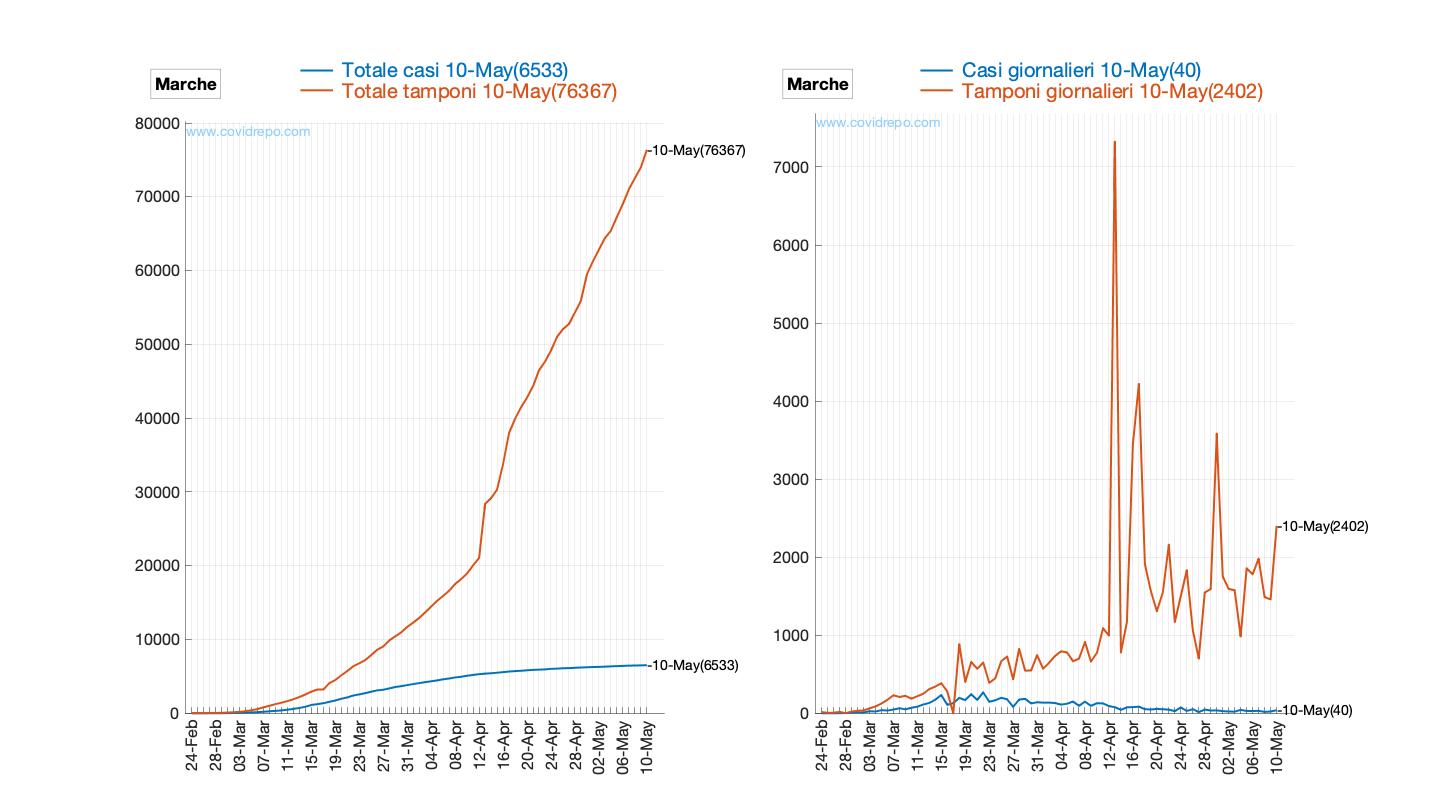 Marche
Totale casi 10-May(6533)
Totale tamponi 10-May(76367)
www.covidrepo.com
80000
70000
60000
50000
40000
30000
20000
10000
0
10-May(76367)
10-May(6533)
24-Feb
28-Feb
03-Mar
07-Mar
11-Mar
15-Mar
19-Mar
23-Mar
27-Mar
31-Mar
04-Apr
08-Apr
12-Apr
16-Apr
20-Apr
24-Apr
28-Apr
02-May
06-May
10-May
Marche
Casi giornalieri 10-May(40)
Tamponi giornalieri 10-May(2402)
www.covidrepo.com
7000
6000
5000
4000
3000
2000
1000
0
10-May(2402)
10-May(40)
24-Feb
28-Feb
03-Mar
07-Mar
11-Mar
15-Mar
19-Mar
23-Mar
27-Mar
31-Mar
04-Apr
08-Apr
12-Apr
16-Apr
20-Apr
24-Apr
28-Apr
02-May
06-May
10-May